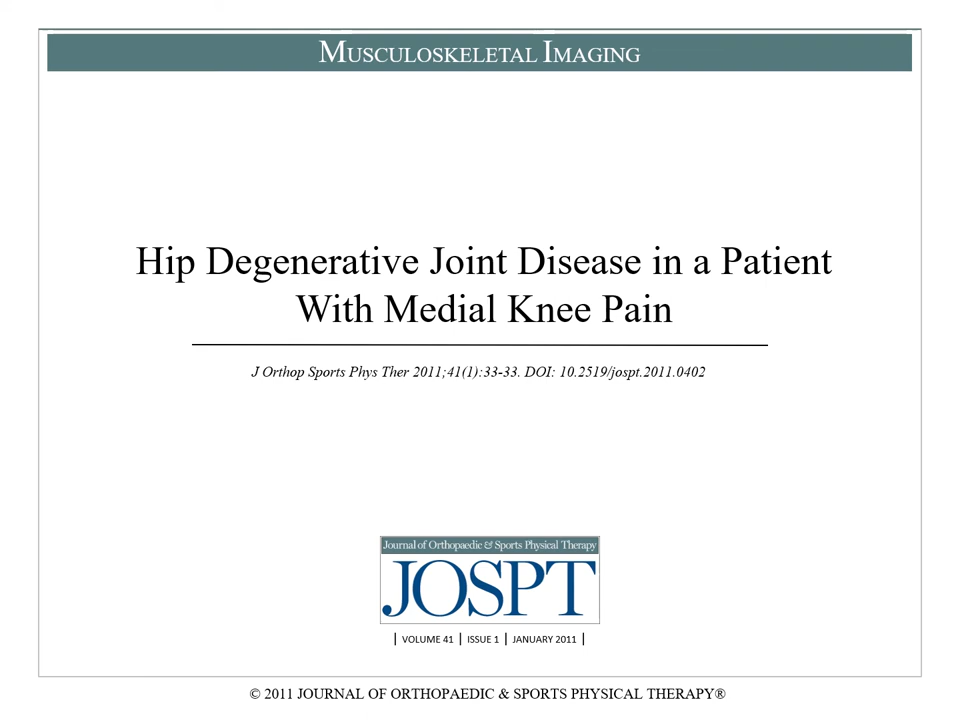 MUSCULOSKELETAL IMAGING
Hip Degenerative Joint Disease in a Patient
With Medial Knee Pain
J Orthop Sports Phys Ther 2011;41(1):33-33. DOI: 10.2519/jospt.2011.0402
Journal of Orthopaedic & Sports Physical Therapy
JOSPT
| VOLUME 41 | ISSUE 1 | JANUARY 2011 |
© 2011 JOURNAL OF ORTHOPAEDIC & SPORTS PHYSICAL THERAPY®